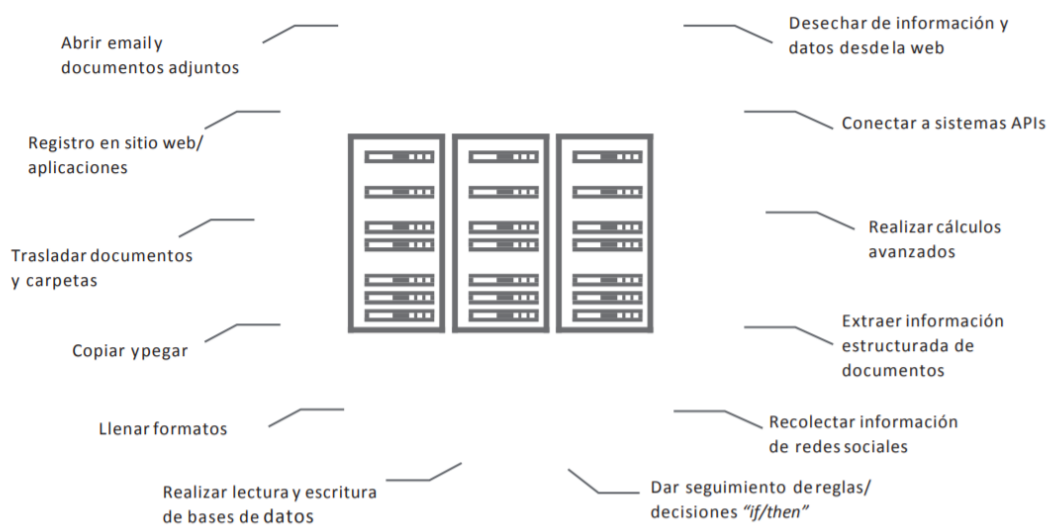 Abrir email y
documentos adjuntos
Registro en sitio web/
aplicaciones
Trasladar documentos
y carpetas
Copiar y pegar
Llenar formatos
Realizar lectura y escritura
de bases de datos
Desechar de información y
datos desde la web
Conectar a sistemas APIs
Realizar cálculos
avanzados
Extraer información
estructurada de
documentos
Recolectar información
de redes sociales
Dar seguimiento de reglas/
decisiones “if/then”